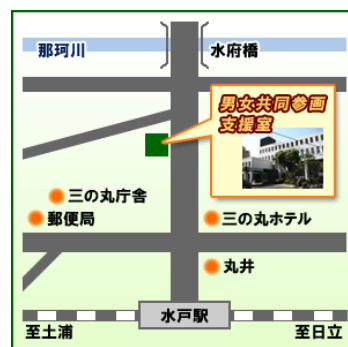 那珂川
水府橋
男女共同参画
支援室
三の丸庁舎
郵便局
三の丸ホテル
丸井
水戸駅
至土浦
至日立